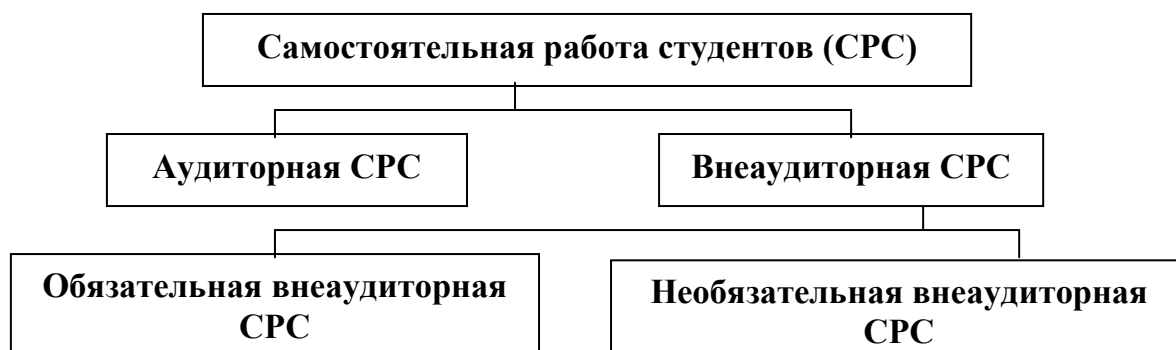 Самостоятельная работа студентов (СРС)
Аудиторная СРС
Внеаудиторная СРС
Обязательная внеаудиторная
СРС
Необязательная внеаудиторная
СРС